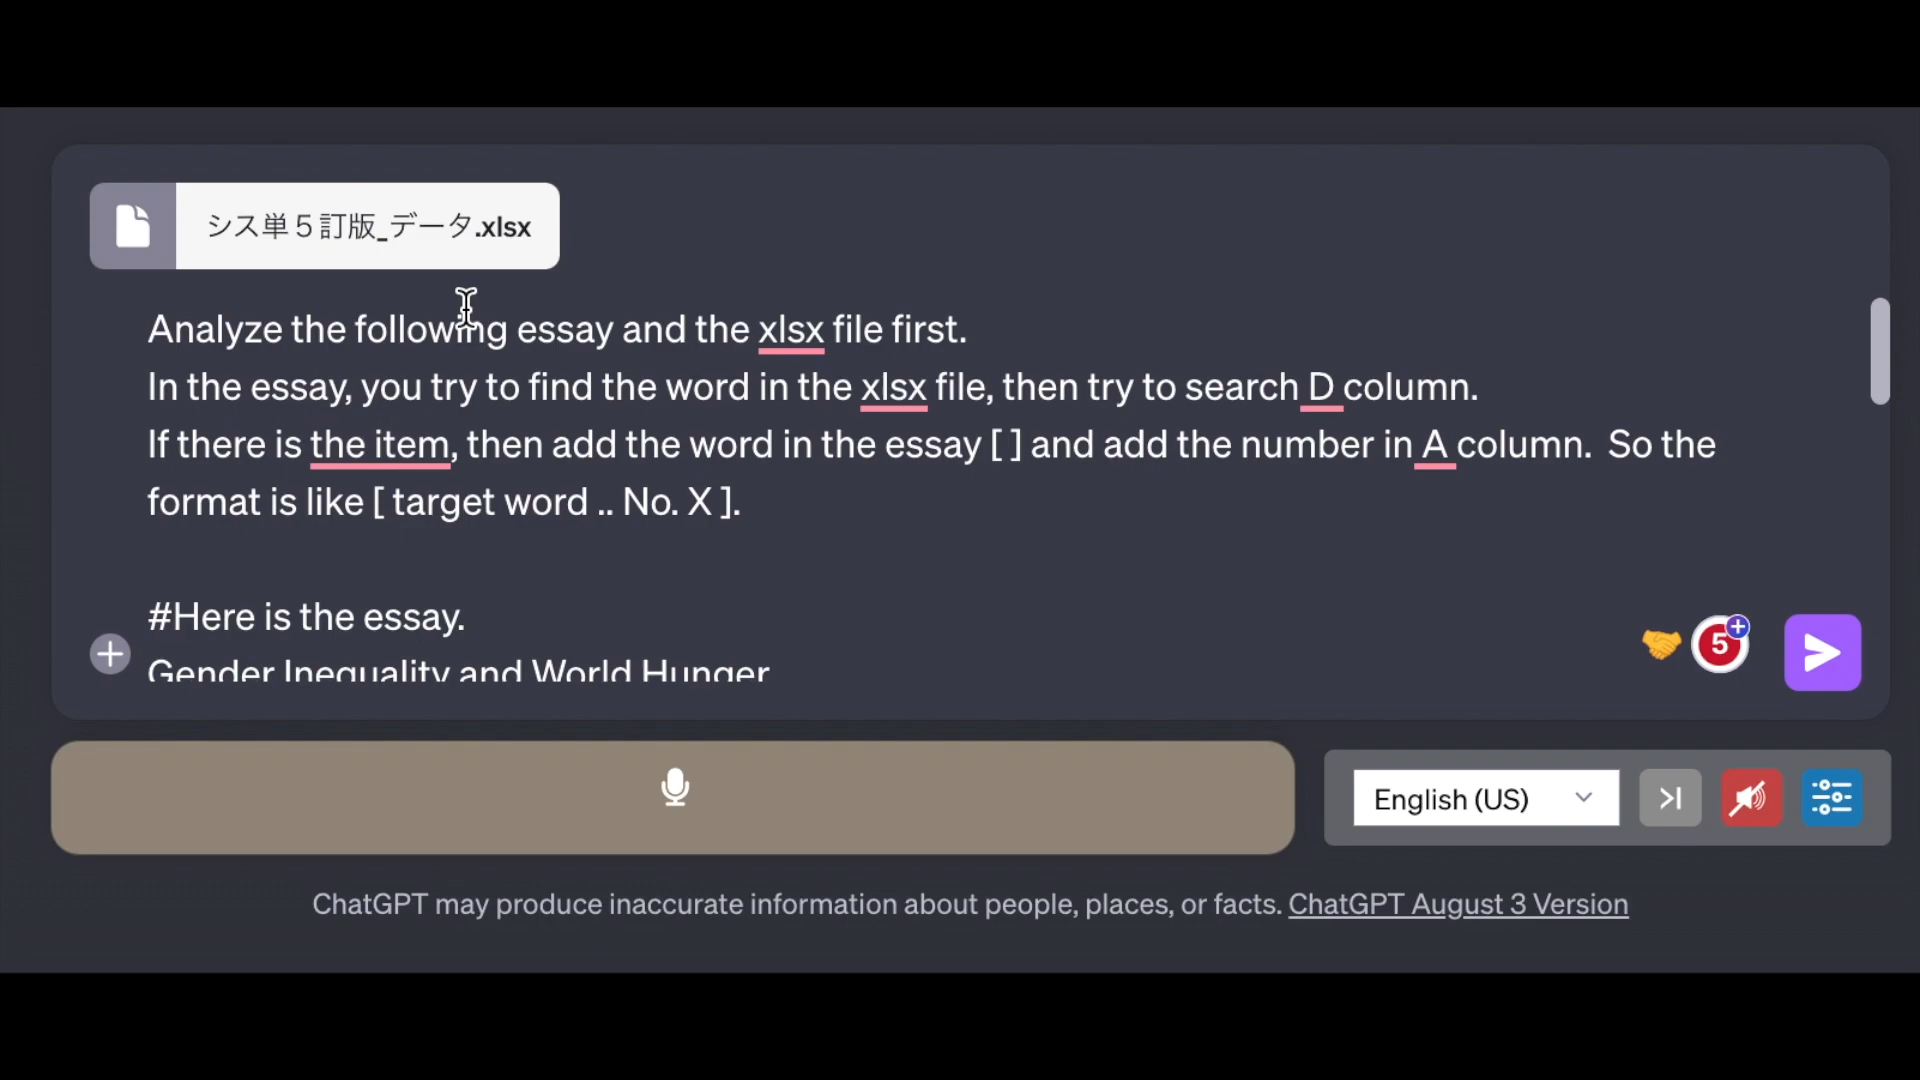 シス単５訂版_データ.xlsx
Analyze the following essay and the xlsx file first.
In the essay, you try to find the word in the xlsx file, then try to search D column.
If there is the item, then add the word in the essay [ ] and add the number in A column.  So the
format is like [ target word .. No. X ].
#Here is the essay.
Gender Inequality and World Hunger
5
English (US)
ChatGPT may produce inaccurate information about people, places, or facts. ChatGPT August 3 Version